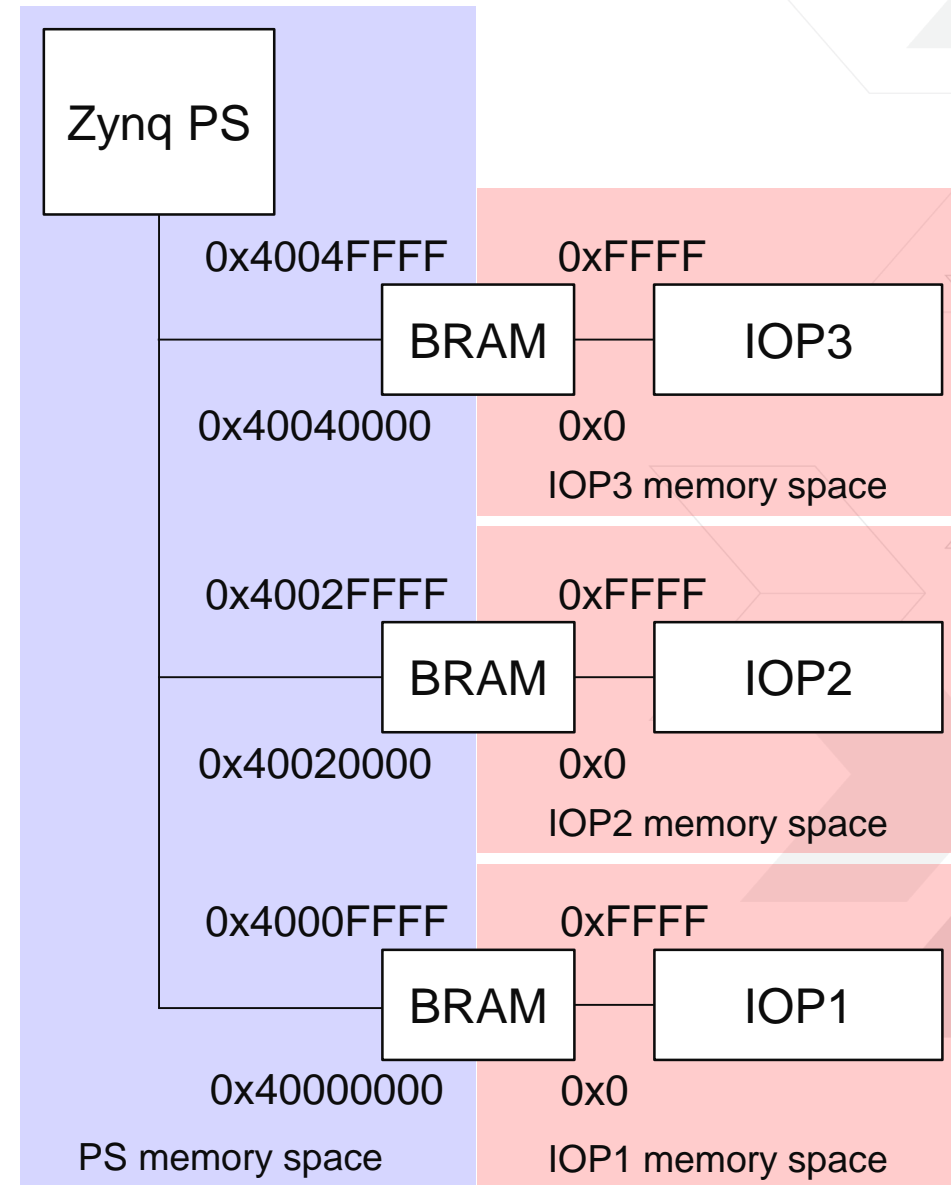 Zynq PS
0x4004FFFF
0xFFFF
BRAM
IOP3
0x40040000
0x0
IOP3 memory space
0x4002FFFF
0xFFFF
BRAM
IOP2
0x40020000
0x0
IOP2 memory space
0x4000FFFF
0xFFFF
BRAM
IOP1
0x40000000
0x0
PS memory space
IOP1 memory space